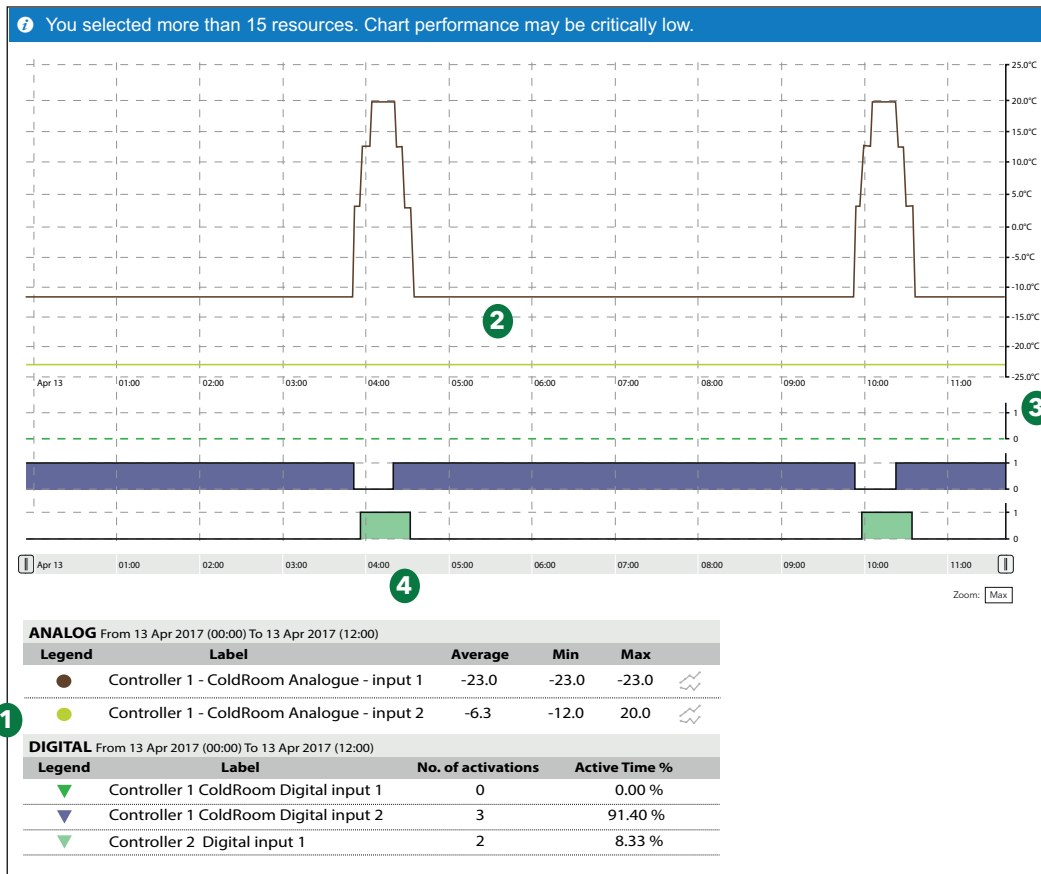 You selected more than 15 resources. Chart performance may be critically low.
25.0°C
20.0°C
15.0°C
10.0°C
5.0°C
0.0°C
-5.0°C
-10.0°C
-15.0°C
-20.0°C
-25.0°C
2
Apr 13 01:00 02:00 03:00 04:00 05:00 06:00 07:00 08:00 09:00 10:00 11:00
3
1
0
1
0
1
0
Apr 13 01:00 02:00 03:00 04:00 05:00 06:00 07:00 08:00 09:00 10:00 11:00
4
Zoom: Max
ANALOG From 13 Apr 2017 (00:00) To 13 Apr 2017 (12:00)
Legend Label Average Min Max
Controller 1 - ColdRoom Analogue - input 1 -23.0 -23.0 -23.0
Controller 1 - ColdRoom Analogue - input 2 -6.3 -12.0 20.0
1
DIGITAL From 13 Apr 2017 (00:00) To 13 Apr 2017 (12:00)
Legend Label No. of activations Active Time %
Controller 1 ColdRoom Digital input 1 0 0.00 %
Controller 1 ColdRoom Digital input 2 3 91.40 %
Controller 2 Digital input 1 2 8.33 %